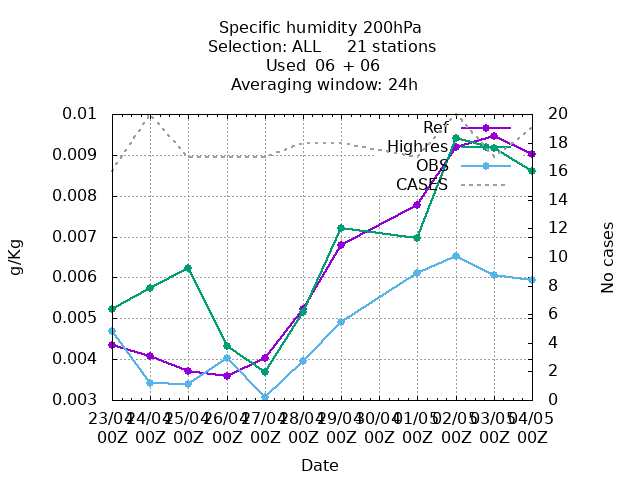 Specific humidity 200hPa
Selection: ALL     21 stations
Used  06 + 06
Averaging window: 24h
Ref
Highres
OBS
CASES
0.01
0.009
0.008
0.007
0.006
0.005
0.004
0.003
20
18
16
14
12
10
8
6
4
2
0
g/Kg
No cases
23/04 24/04 25/04 26/04 27/04 28/04 29/04 30/04 01/05 02/05 03/05 04/05
00Z 00Z 00Z 00Z 00Z 00Z 00Z 00Z 00Z 00Z 00Z 00Z
Date